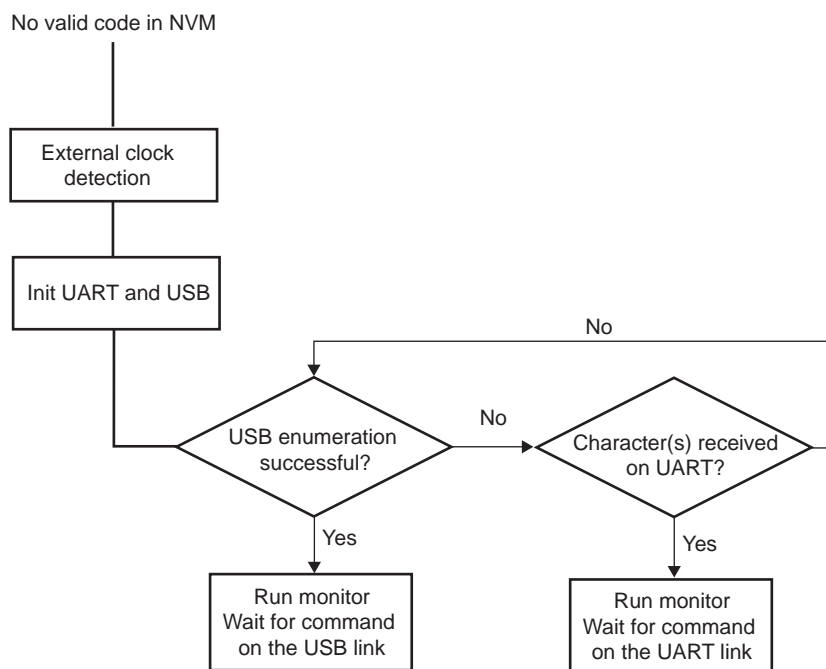 No valid code in NVM
External clock
detection
Init UART and USB
No
USB enumeration
successful?
No
Character(s) received
on UART?
Yes
Yes
Run monitor
Wait for command
on the USB link
Run monitor
Wait for command
on the UART link